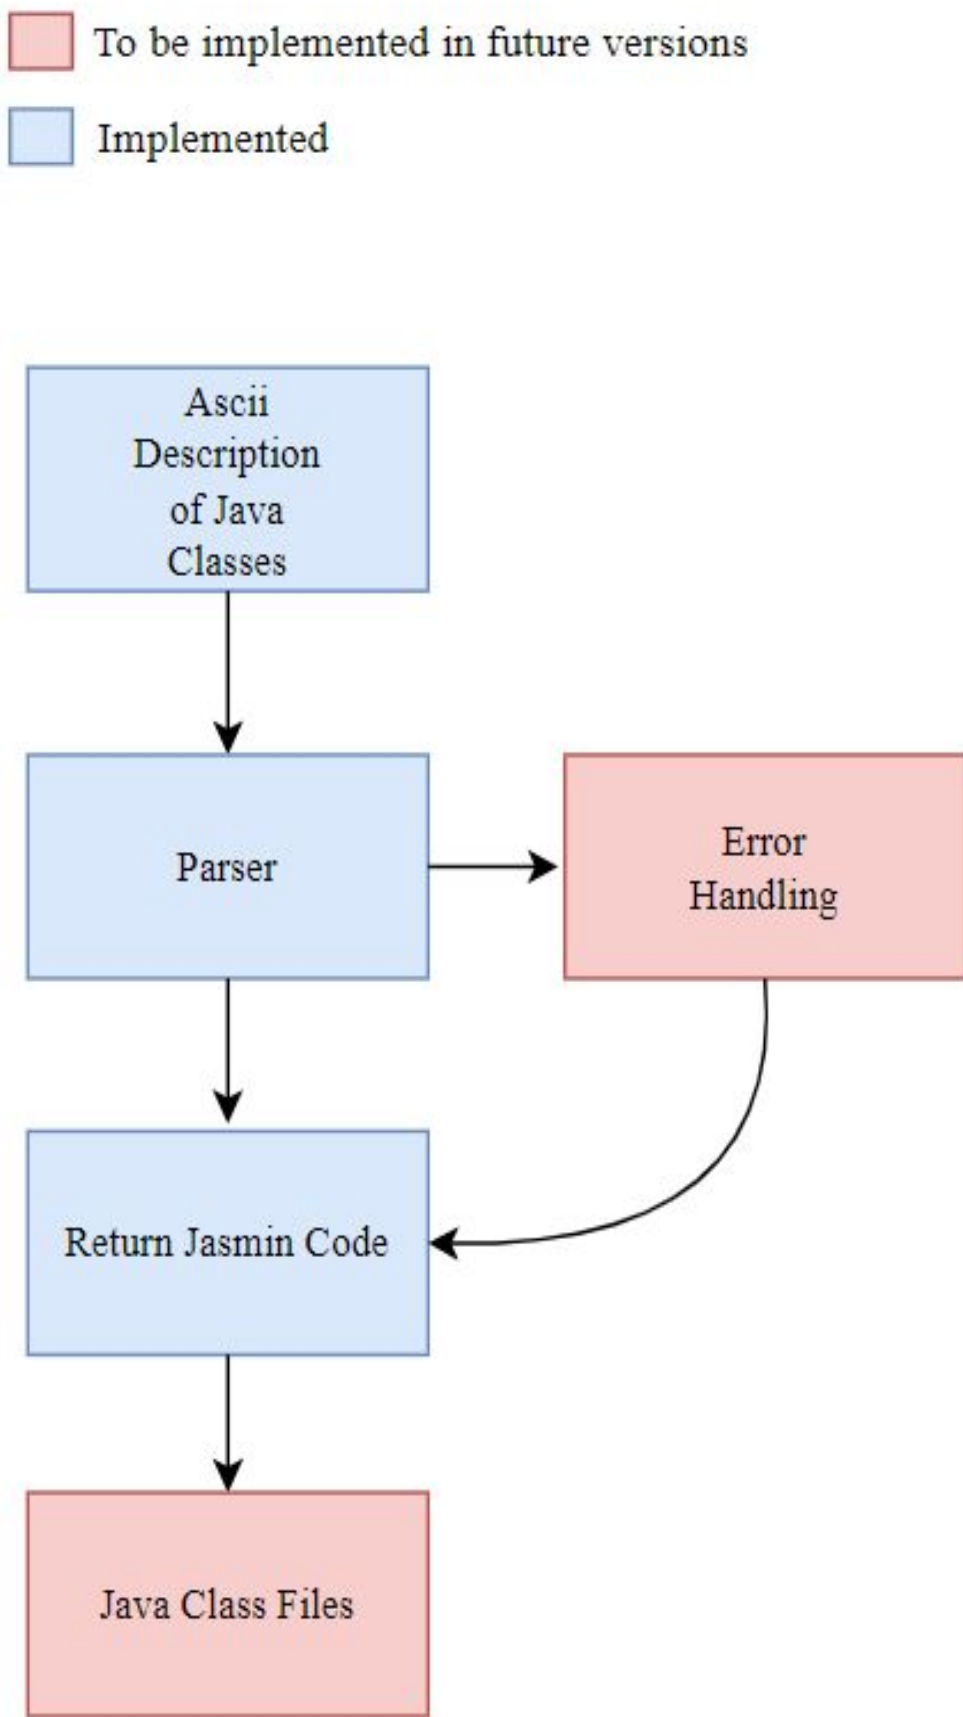 To be implemented in future versions
Implemented
Ascii
Description
of Java
Classes
Parser
Error
Handling
Return Jasmin Code
Java Class Files